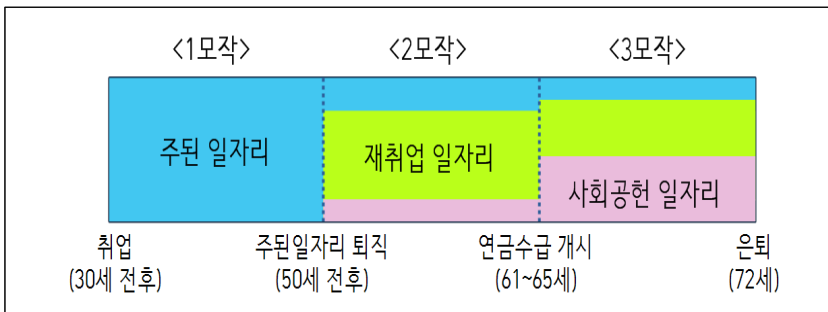 <1모작> <2모작> <3모작>
주된 일자리
재취업 일자리
사회공헌 일자리
취업 주된일자리 퇴직 연금수급 개시 은퇴
(30세 전후) (50세 전후) (61~65세) (72세)